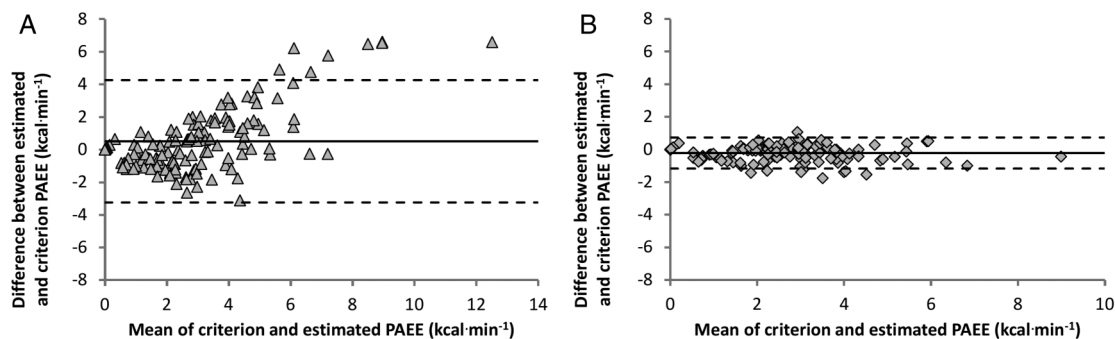 A
Difference between estimated
and criterion PAEE (kcal·min⁻¹)
8
6
4
2
0
-2
-4
-6
-8
0 2 4 6 8 10 12 14
Mean of criterion and estimated PAEE (kcal·min⁻¹)
B
Difference between estimated
and criterion PAEE (kcal·min⁻¹)
8
6
4
2
0
-2
-4
-6
-8
0 2 4 6 8 10
Mean of criterion and estimated PAEE (kcal·min⁻¹)